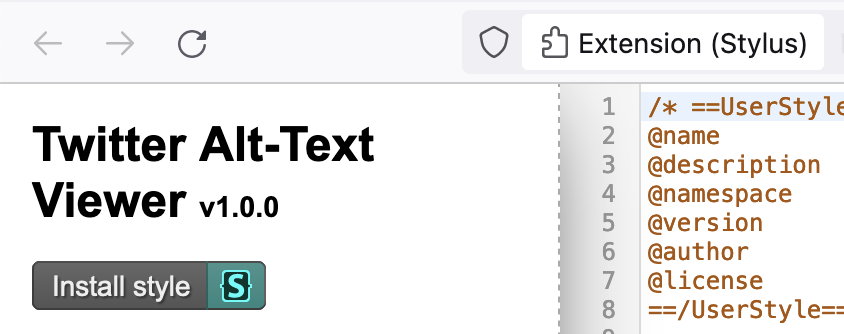 Extension (Stylus)
Twitter Alt-Text
Viewer v1.0.0
Install style {S}
1 /* ==UserStyle
2 @name
3 @description
4 @namespace
5 @version
6 @author
7 @license
8 ==/UserStyle==